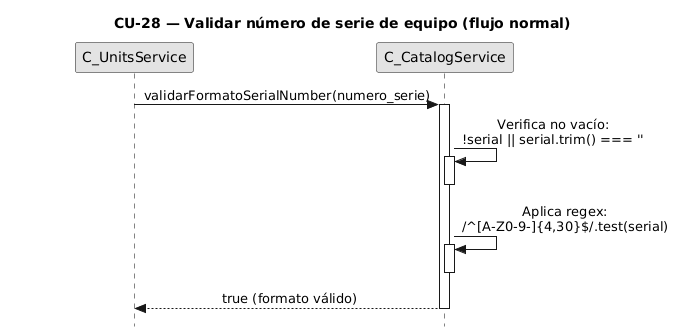 CU-28 — Validar número de serie de equipo (flujo normal)
C_UnitsService
C_CatalogService
validarFormatoSerialNumber(numero_serie)
Verifica no vacío:
!serial || serial.trim() === ''
Aplica regex:
/^[A-Z0-9-]{4,30}$/.test(serial)
true (formato válido)